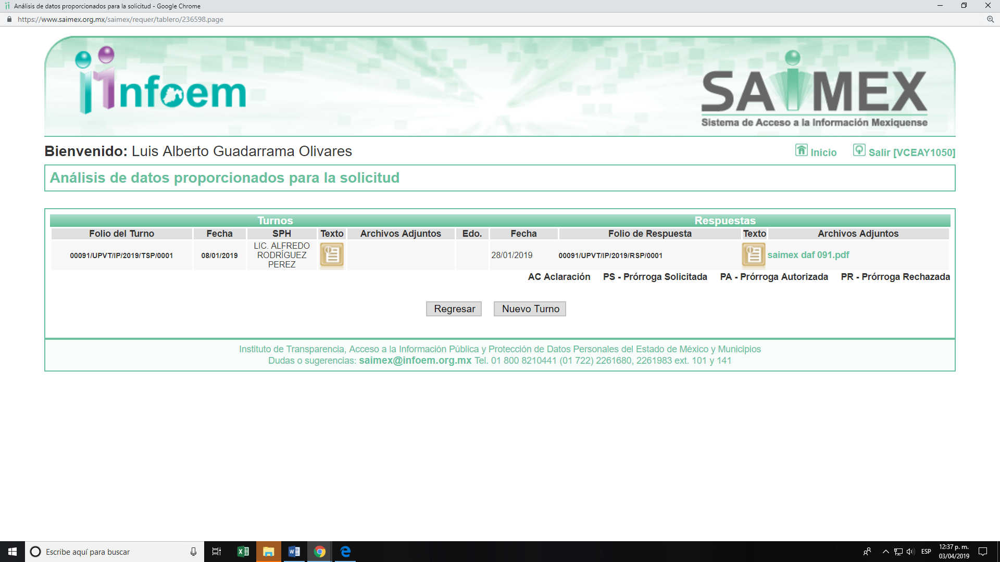 Análisis de datos proporcionados para la solicitud - Google Chrome
https://www.saimex.org.mx/saimex/requer/tablero/236598.page
infoem
SAiMEX
Sistema de Acceso a la Información Mexiquense
Bienvenido: Luis Alberto Guadarrama Olivares
Inicio
Salir [VCEAY1050]
Análisis de datos proporcionados para la solicitud
Turnos
Respuestas
Folio del Turno Fecha SPH Texto Archivos Adjuntos Edo. Fecha Folio de Respuesta Texto Archivos Adjuntos
00091/UPVT/IP/2019/TSP/0001 08/01/2019 LIC. ALFREDO
RODRÍGUEZ
PEREZ
28/01/2019 00091/UPVT/IP/2019/RSP/0001 saimex daf 091.pdf
AC Aclaración PS - Prórroga Solicitada PA - Prórroga Autorizada PR - Prórroga Rechazada
Regresar Nuevo Turno
Instituto de Transparencia, Acceso a la Información Pública y Protección de Datos Personales del Estado de México y Municipios
Dudas o sugerencias: saimex@infoem.org.mx Tel. 01 800 8210441 (01 722) 2261680, 2261983 ext. 101 y 141
Escribe aquí para buscar
ESP
12:37 p. m.
03/04/2019